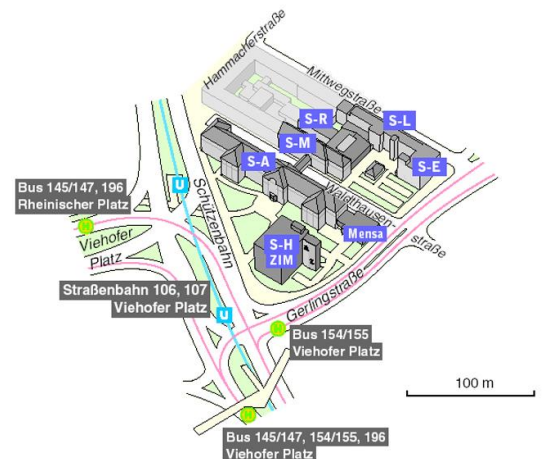 Hammacherstraße
Mittwegstraße
S-R
S-L
S-M
S-A
S-E
U
Bus 145/147, 196
Rheinischer Platz
Schützenbahn
Waldhausen-
straße
Mensa
H
Viehofer
Platz
S-H
ZIM
Straßenbahn 106, 107
Viehofer Platz
U
Gerlingstraße
H
Bus 154/155
Viehofer Platz
100 m
H
Bus 145/147, 154/155, 196
Viehofer Platz